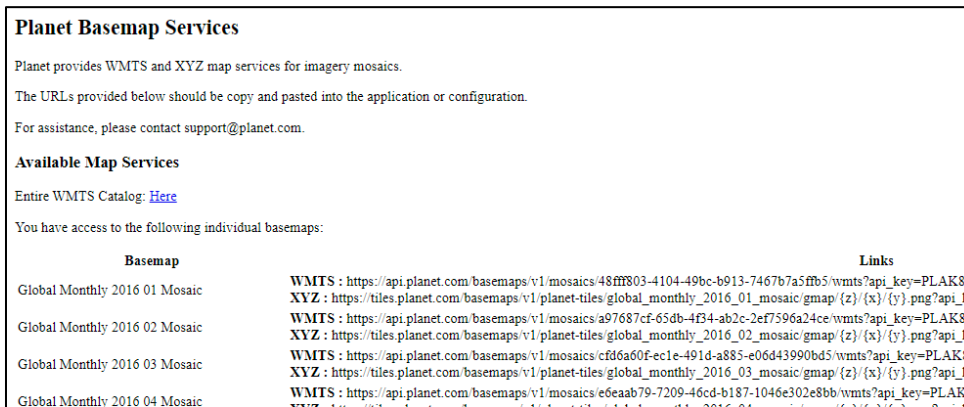 Planet Basemap Services
Planet provides WMTS and XYZ map services for imagery mosaics.
The URLs provided below should be copy and pasted into the application or configuration.
For assistance, please contact support@planet.com.
Available Map Services
Entire WMTS Catalog: Here
You have access to the following individual basemaps:
Basemap Links
WMTS : https://api.planet.com/basemaps/v1/mosaics/48fff803-4104-49bc-b913-7467b7a5ffb5/wmts?api_key=PLAK8
Global Monthly 2016 01 Mosaic
XYZ : https://tiles.planet.com/basemaps/v1/planet-tiles/global_monthly_2016_01_mosaic/gmap/{z}/{x}/{y}.png?api_
WMTS : https://api.planet.com/basemaps/v1/mosaics/a97687cf-65db-4f34-ab2c-2ef7596a24ce/wmts?api_key=PLAK
Global Monthly 2016 02 Mosaic
XYZ : https://tiles.planet.com/basemaps/v1/planet-tiles/global_monthly_2016_02_mosaic/gmap/{z}/{x}/{y}.png?api_
WMTS : https://api.planet.com/basemaps/v1/mosaics/cfd6a60f-ec1e-491d-a885-e06d43990bd5/wmts?api_key=PLAK
Global Monthly 2016 03 Mosaic
XYZ : https://tiles.planet.com/basemaps/v1/planet-tiles/global_monthly_2016_03_mosaic/gmap/{z}/{x}/{y}.png?api_
WMTS : https://api.planet.com/basemaps/v1/mosaics/e6eaab79-7209-46cd-b187-1046e302e8bb/wmts?api_key=PLAK
Global Monthly 2016 04 Mosaic